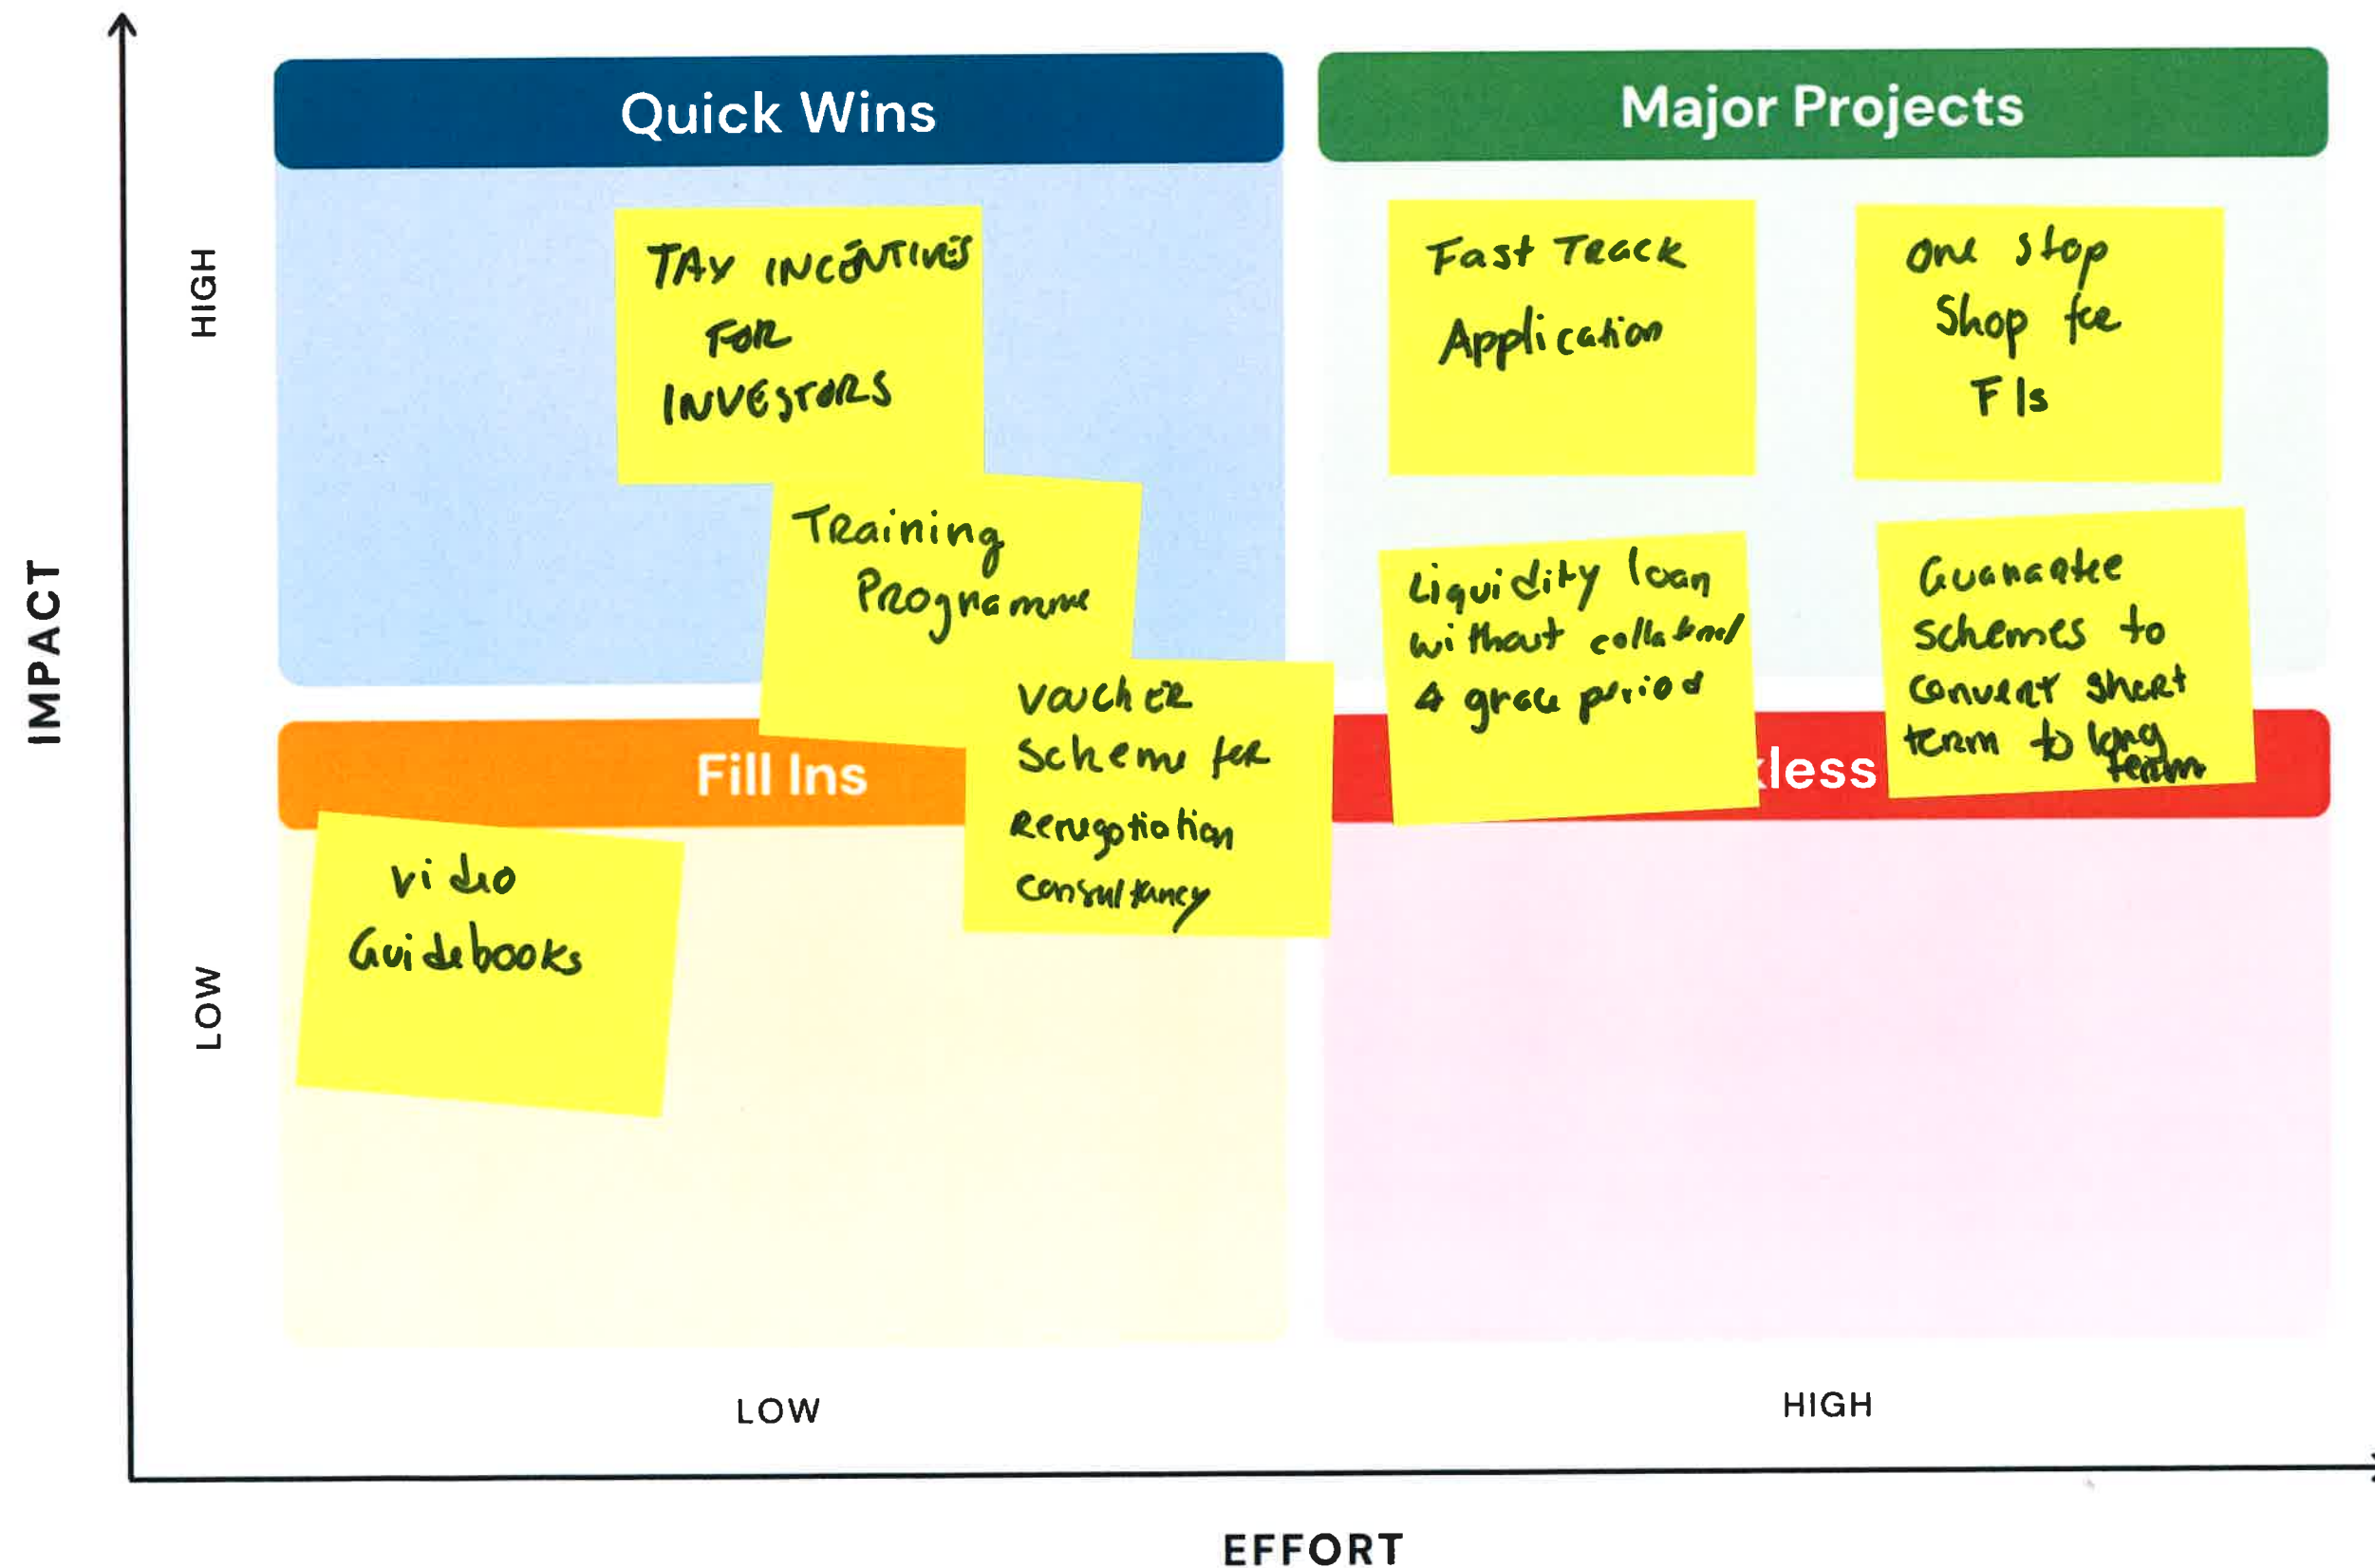 Quick Wins
Major Projects
TAX INCENTIVES
FOR
INVESTORS
Fast Track
Application
One stop
Shop for
FIs
Training
Programme
Liquidity loan
without collateral
& grace period
Guarantee
schemes to
convert short
term to long
term
Voucher
Scheme for
Renegotiation
Consultancy
Fill Ins
less
Video
Guidebooks
IMPACT
HIGH
LOW
LOW
HIGH
EFFORT